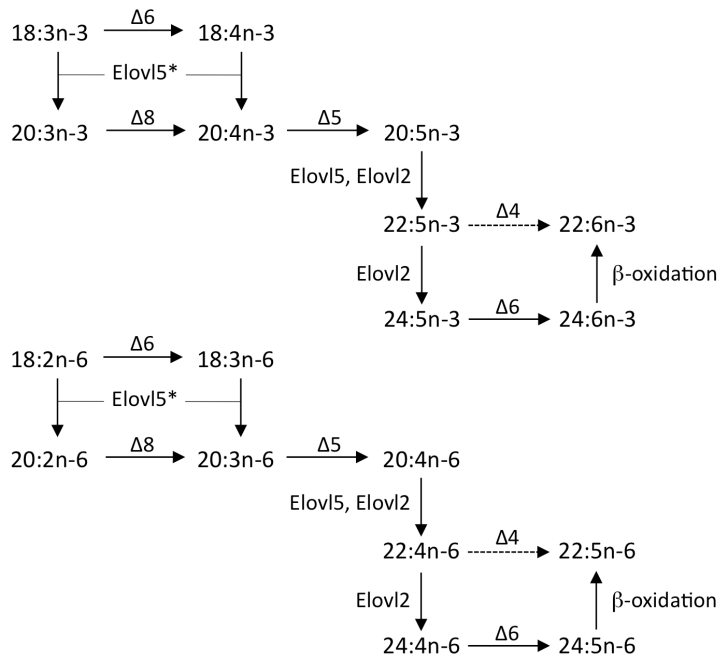 Δ6
18:3n-3 18:4n-3
Elovl5*
Δ8 Δ5
20:3n-3 20:4n-3 20:5n-3
Elovl5, Elovl2
Δ4
22:5n-3 22:6n-3
Elovl2 β-oxidation
Δ6
24:5n-3 24:6n-3
Δ6
18:2n-6 18:3n-6
Elovl5*
Δ8 Δ5
20:2n-6 20:3n-6 20:4n-6
Elovl5, Elovl2
Δ4
22:4n-6 22:5n-6
Elovl2 β-oxidation
Δ6
24:4n-6 24:5n-6